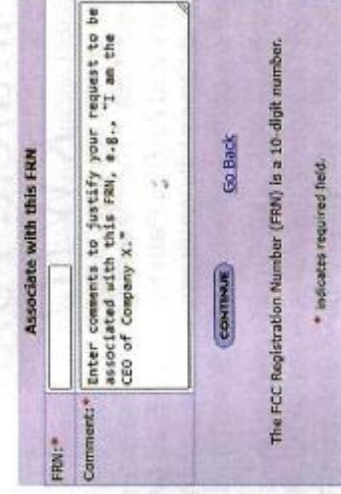 Associate with this FRN
FRN:*
Comment:* Enter comments to justify your request to be
associated with this FRN, e.g., "I am the
CEO of Company X."
CONTINUE Go Back
The FCC Registration Number (FRN) is a 10-digit number.
* indicates required field.